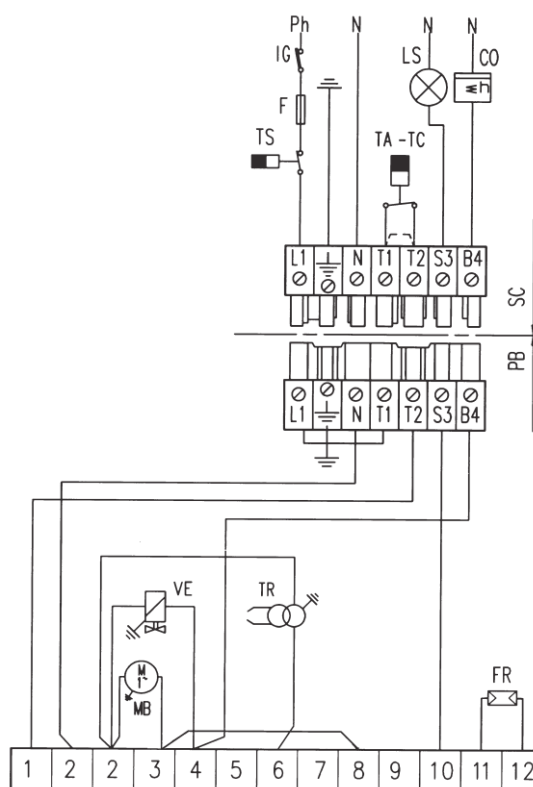 Ph N N N
IG LS CO
Wh
F
TS TA - TC
L1 N T1 T2 S3 B4
SC
PB
L1 N T1 T2 S3 B4
VE TR
M
1~
MB
FR
1 2 2 3 4 5 6 7 8 9 10 11 12